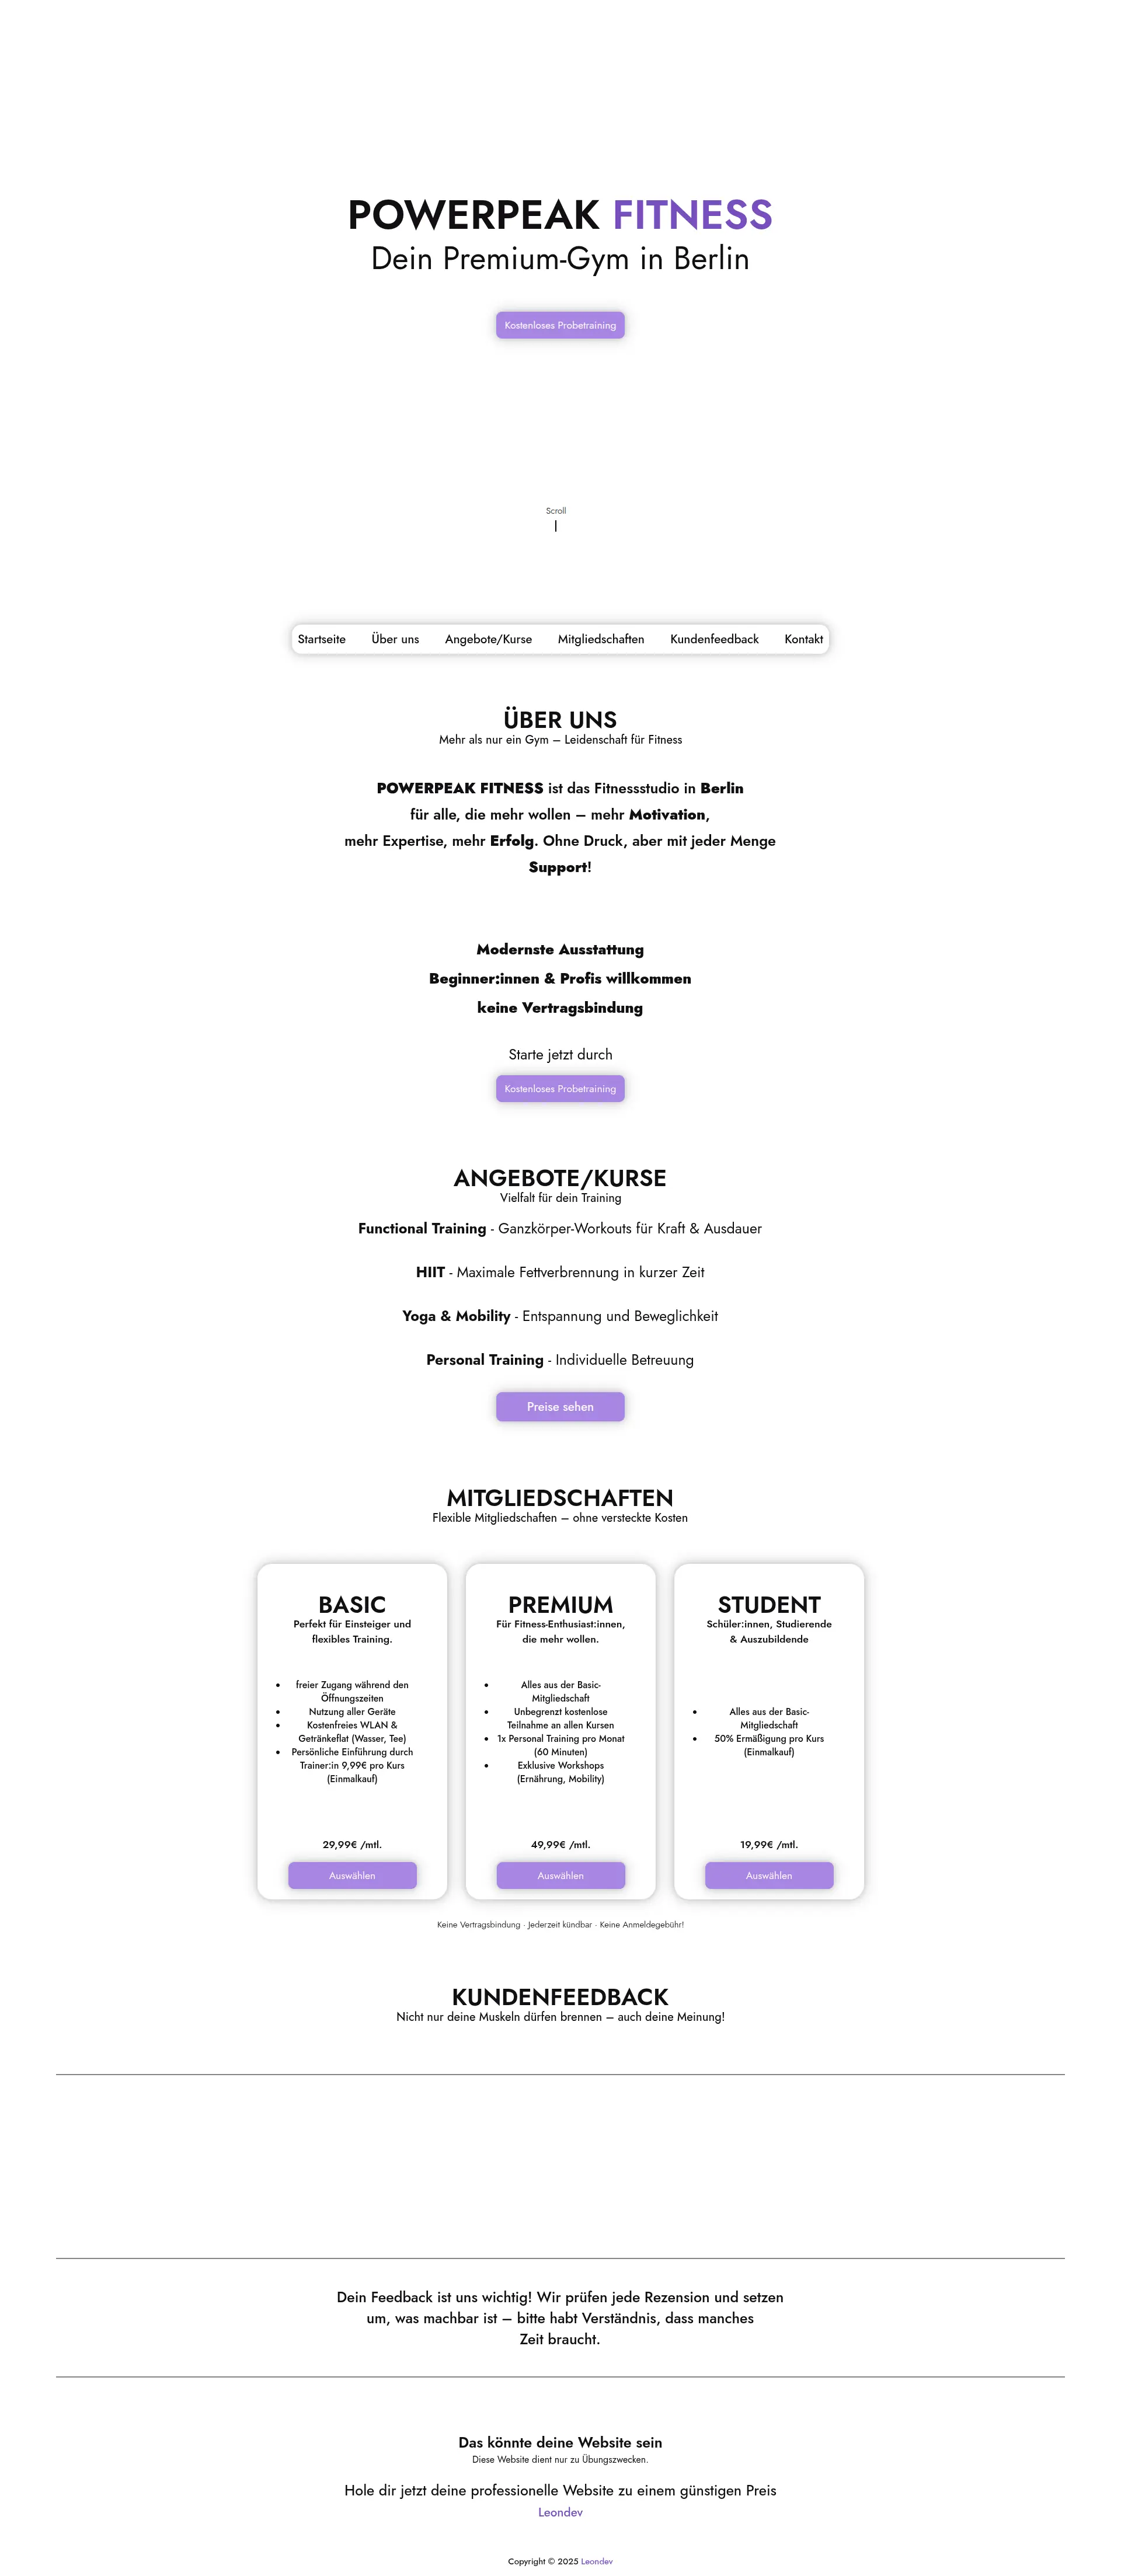 POWERPEAK FITNESS
Dein Premium-Gym in Berlin
Kostenloses Probetraining
Scroll
Startseite Über uns Angebote/Kurse Mitgliedschaften Kundenfeedback Kontakt
ÜBER UNS
Mehr als nur ein Gym – Leidenschaft für Fitness
POWERPEAK FITNESS ist das Fitnessstudio in Berlin
für alle, die mehr wollen – mehr Motivation,
mehr Expertise, mehr Erfolg. Ohne Druck, aber mit jeder Menge
Support!
Modernste Ausstattung
Beginner:innen & Profis willkommen
keine Vertragsbindung
Starte jetzt durch
Kostenloses Probetraining
ANGEBOTE/KURSE
Vielfalt für dein Training
Functional Training - Ganzkörper-Workouts für Kraft & Ausdauer
HIIT - Maximale Fettverbrennung in kurzer Zeit
Yoga & Mobility - Entspannung und Beweglichkeit
Personal Training - Individuelle Betreuung
Preise sehen
MITGLIEDSCHAFTEN
Flexible Mitgliedschaften – ohne versteckte Kosten
BASIC
Perfekt für Einsteiger und
flexibles Training.
• freier Zugang während den
Öffnungszeiten
• Nutzung aller Geräte
• Kostenfreies WLAN &
Getränkeflat (Wasser, Tee)
• Persönliche Einführung durch
Trainer:in 9,99€ pro Kurs
(Einmalkauf)
29,99€ /mtl.
Auswählen
PREMIUM
Für Fitness-Enthusiast:innen,
die mehr wollen.
• Alles aus der Basic-
Mitgliedschaft
• Unbegrenzt kostenlose
Teilnahme an allen Kursen
• 1x Personal Training pro Monat
(60 Minuten)
• Exklusive Workshops
(Ernährung, Mobility)
49,99€ /mtl.
Auswählen
STUDENT
Schüler:innen, Studierende
& Auszubildende
• Alles aus der Basic-
Mitgliedschaft
• 50% Ermäßigung pro Kurs
(Einmalkauf)
19,99€ /mtl.
Auswählen
Keine Vertragsbindung · Jederzeit kündbar · Keine Anmeldegebühr!
KUNDENFEEDBACK
Nicht nur deine Muskeln dürfen brennen – auch deine Meinung!
Dein Feedback ist uns wichtig! Wir prüfen jede Rezension und setzen
um, was machbar ist – bitte habt Verständnis, dass manches
Zeit braucht.
Das könnte deine Website sein
Diese Website dient nur zu Übungszwecken.
Hole dir jetzt deine professionelle Website zu einem günstigen Preis
Leondev
Copyright © 2025 Leondev